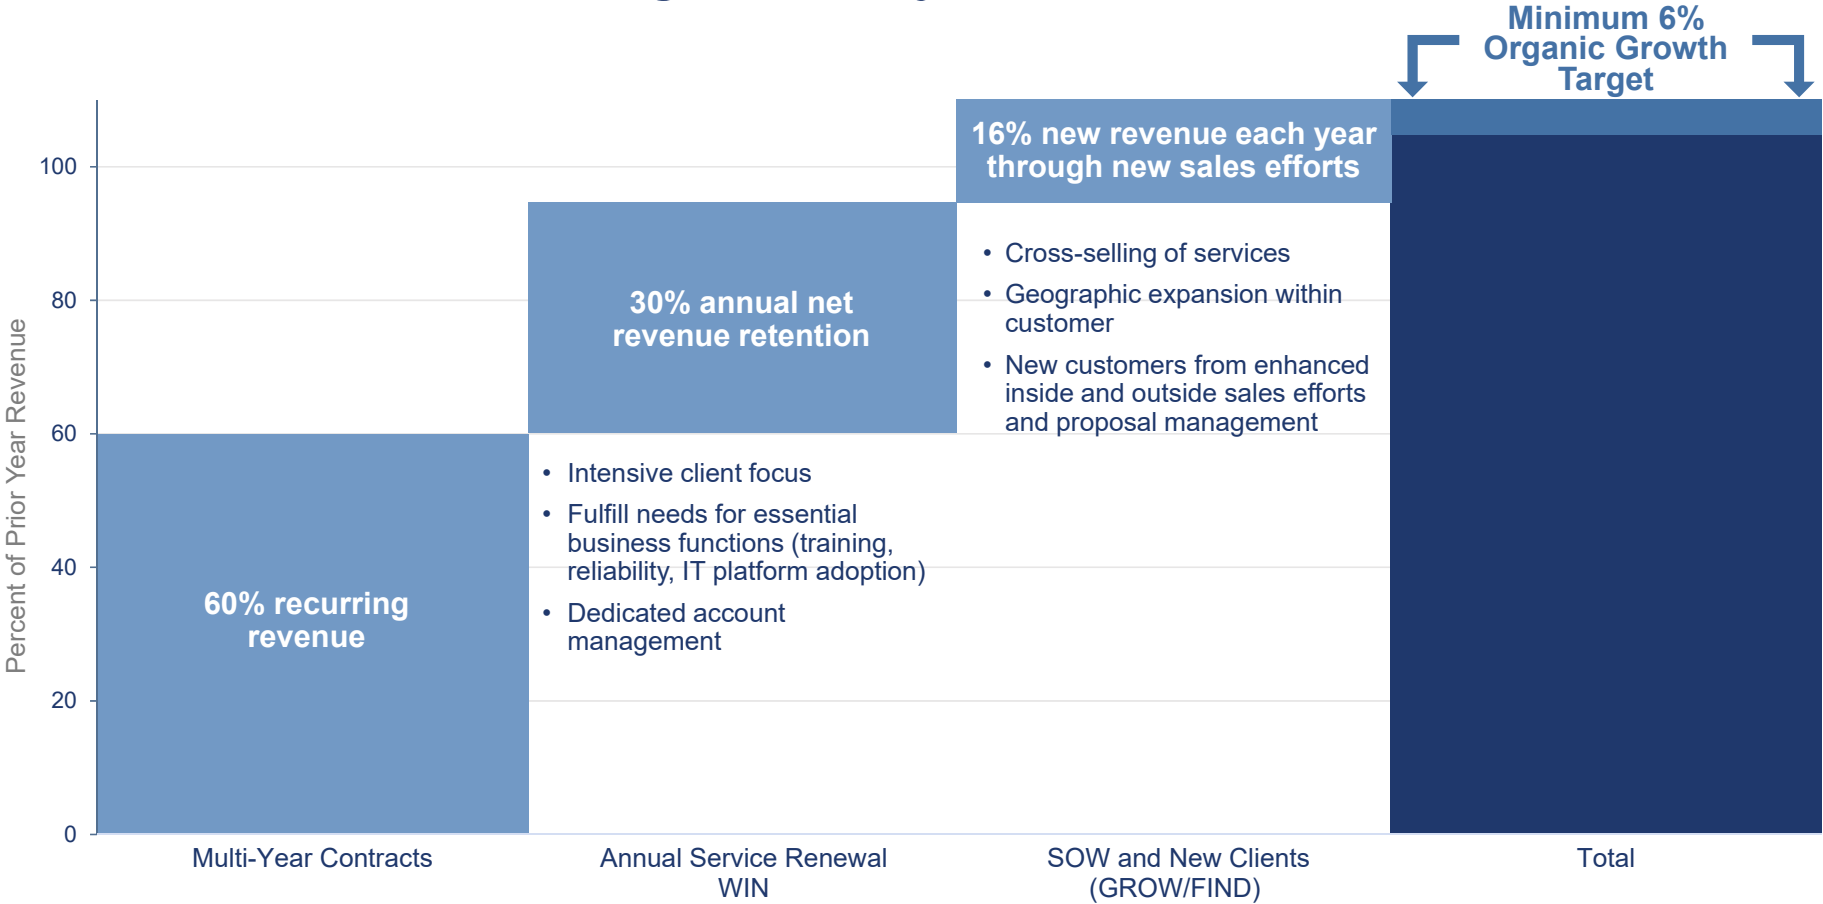 Minimum 6%
Organic Growth
Target
16% new revenue each year
through new sales efforts
100
• Cross-selling of services
• Geographic expansion within
customer
• New customers from enhanced
inside and outside sales efforts
and proposal management
30% annual net
revenue retention
80
Percent of Prior Year Revenue
60
• Intensive client focus
• Fulfill needs for essential
business functions (training,
reliability, IT platform adoption)
• Dedicated account
management
40
60% recurring
revenue
20
0
Multi-Year Contracts
Annual Service Renewal
WIN
SOW and New Clients
(GROW/FIND)
Total